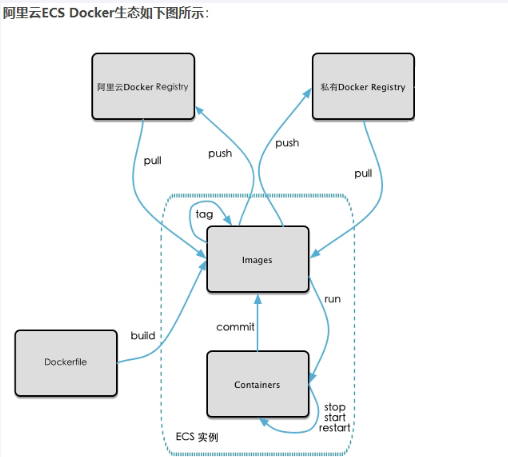 阿里云ECS Docker生态如下图所示：
阿里云Docker Registry
私有Docker Registry
push
push
pull
pull
tag
Images
run
build
commit
Dockerfile
Containers
stop
start
restart
ECS 实例